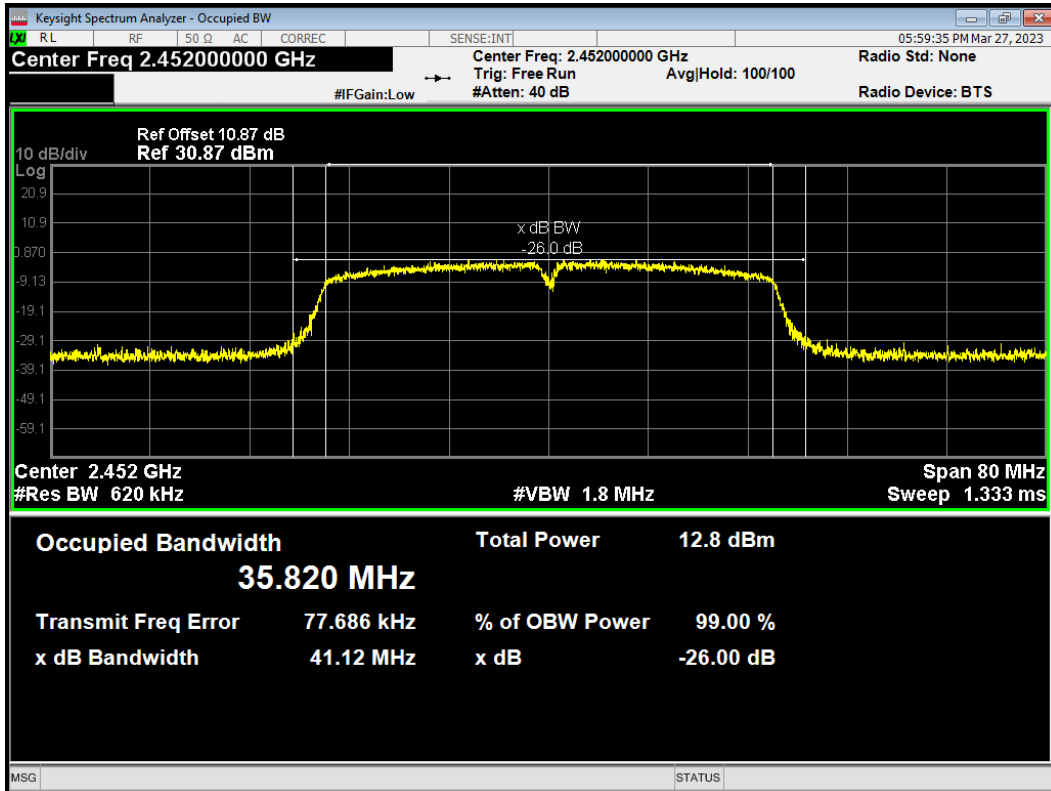 Keysight Spectrum Analyzer - Occupied BW
LXI RL RF 50 Ω AC CORREC SENSE:INT 05:59:35 PM Mar 27, 2023
Center Freq 2.452000000 GHz
Center Freq: 2.452000000 GHz Radio Std: None
Trig: Free Run Avg|Hold: 100/100
#IFGain:Low #Atten: 40 dB Radio Device: BTS
Ref Offset 10.87 dB
10 dB/div Ref 30.87 dBm
Log
20.9
10.9
x dB BW
0.870 -26.0 dB
-9.13
-19.1
-29.1
-39.1
-49.1
-59.1
Center 2.452 GHz Span 80 MHz
#Res BW 620 kHz #VBW 1.8 MHz Sweep 1.333 ms
Occupied Bandwidth Total Power 12.8 dBm
35.820 MHz
Transmit Freq Error 77.686 kHz % of OBW Power 99.00 %
x dB Bandwidth 41.12 MHz x dB -26.00 dB
MSG STATUS